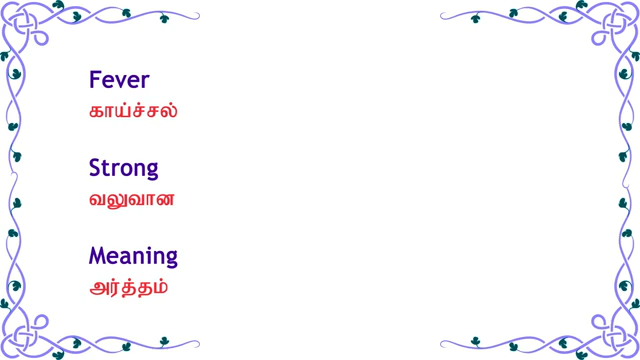 Fever
காய்ச்சல்
Strong
வலுவான
Meaning
அர்த்தம்